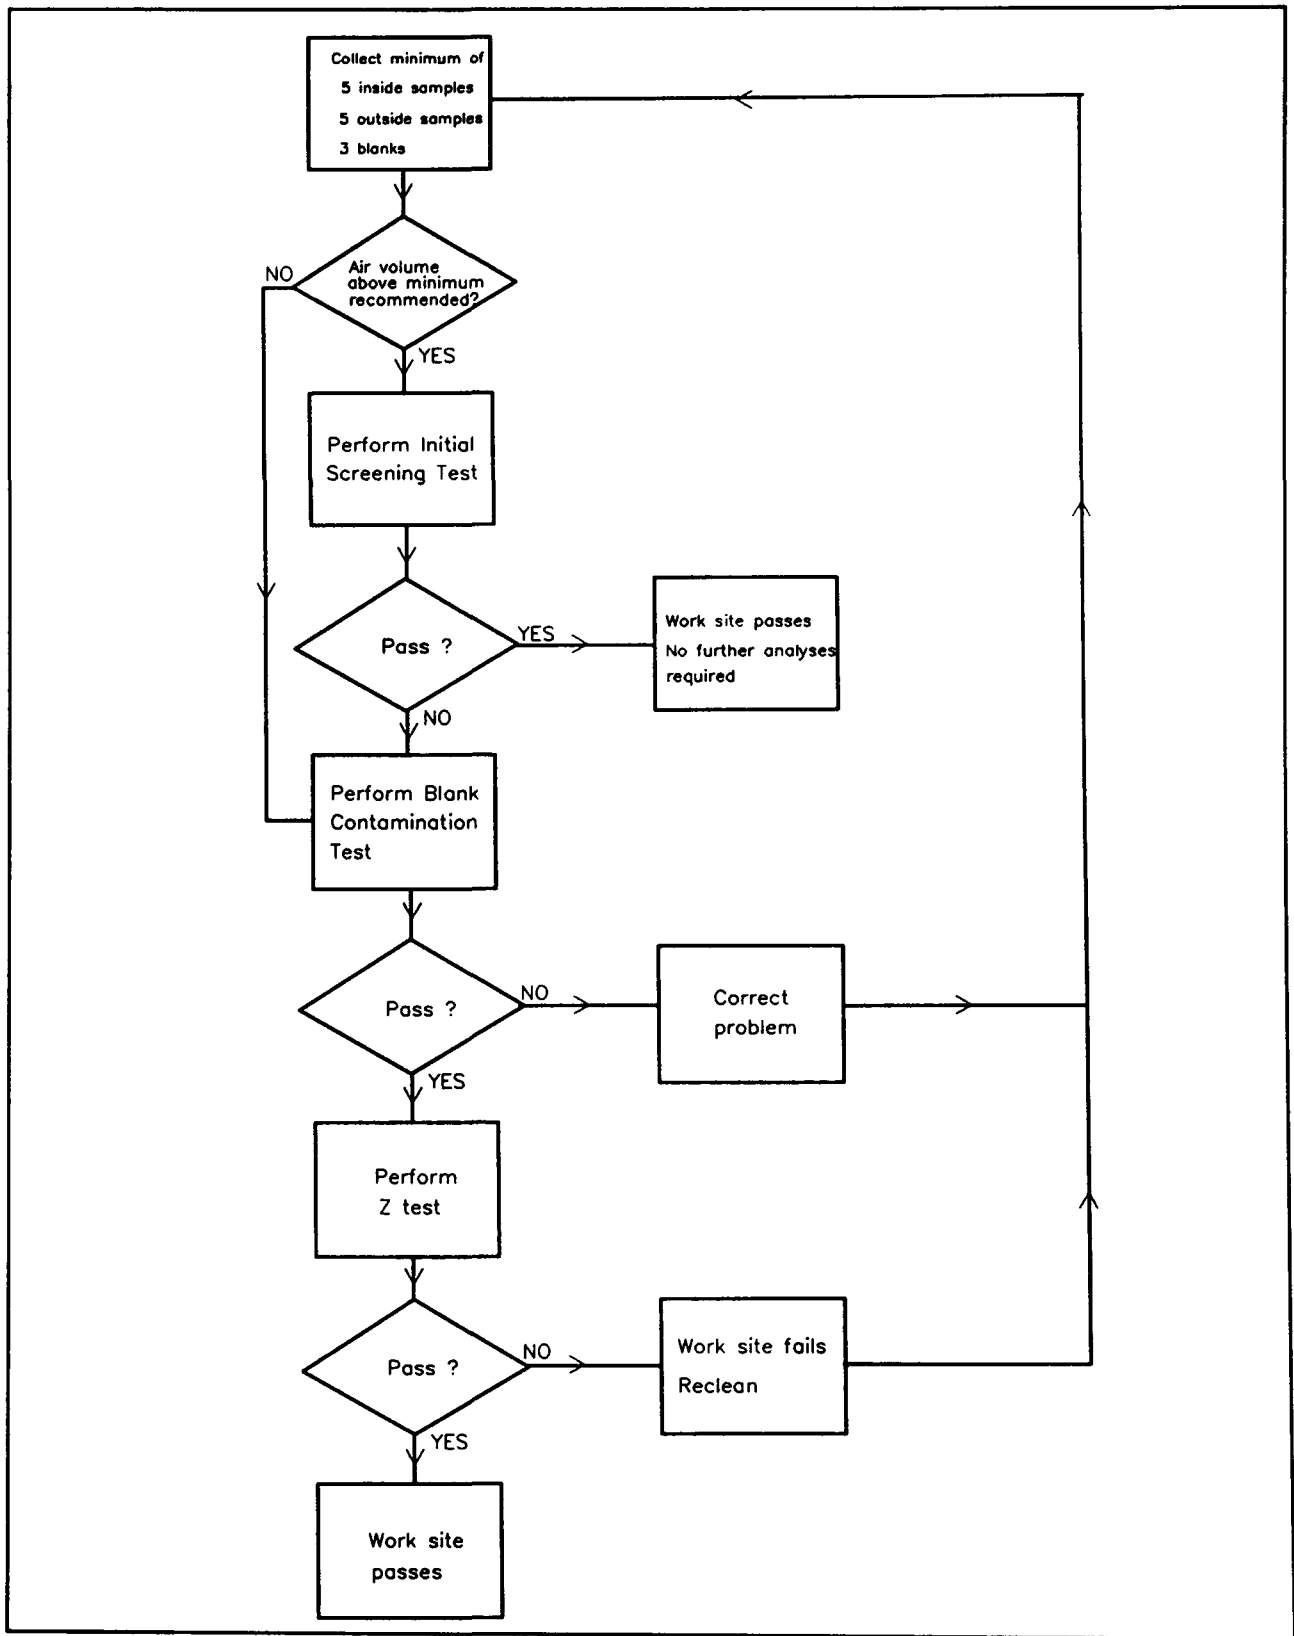 Collect minimum of
5 inside samples
5 outside samples
3 blanks
NO
Air volume
above minimum
recommended?
YES
Perform Initial
Screening Test
Pass ?
YES
Work site passes
No further analyses
required
NO
Perform Blank
Contamination
Test
Pass ?
NO
Correct
problem
YES
Perform
Z test
Pass ?
NO
Work site fails
Reclean
YES
Work site
passes